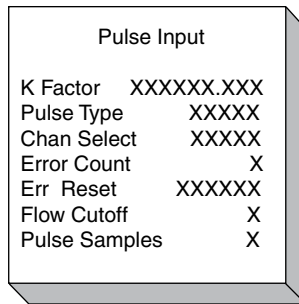 Pulse Input
K Factor XXXXXX.XXX
Pulse Type XXXXX
Chan Select XXXXX
Error Count X
Err Reset XXXXXX
Flow Cutoff X
Pulse Samples X